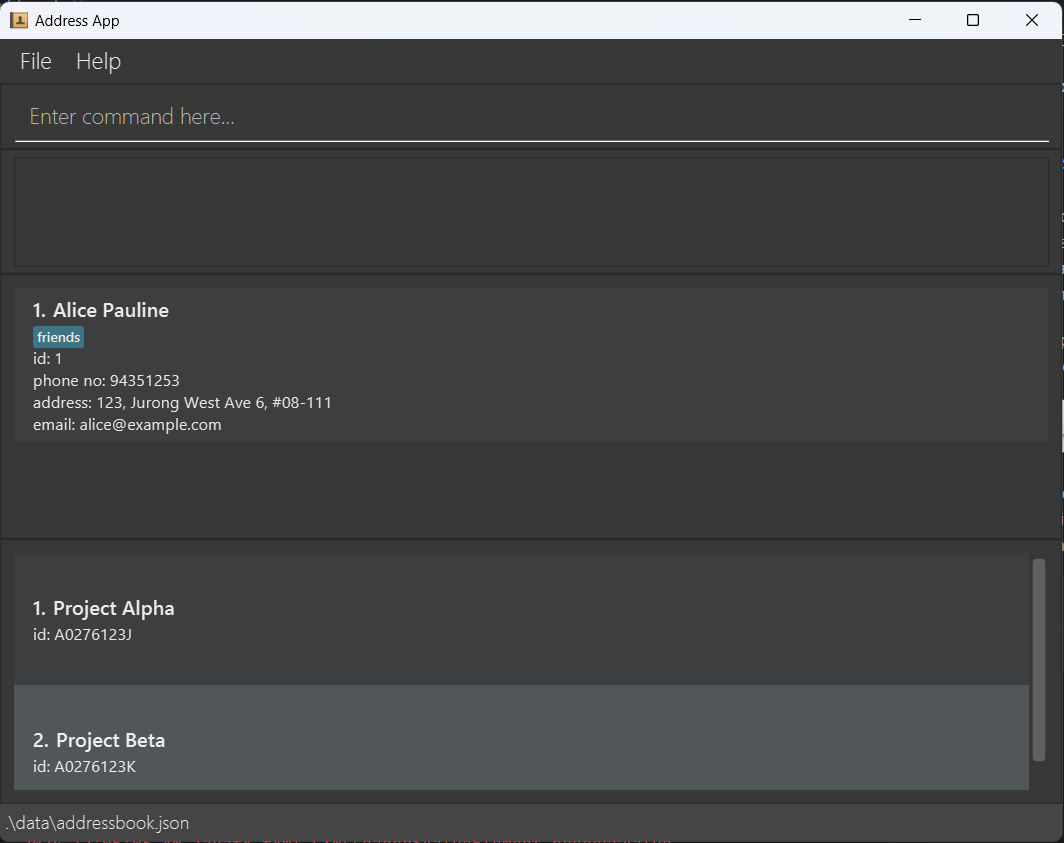 Address App
File Help
Enter command here...
1. Alice Pauline
friends
id: 1
phone no: 94351253
address: 123, Jurong West Ave 6, #08-111
email: alice@example.com
1. Project Alpha
id: A0276123J
2. Project Beta
id: A0276123K
.\data\addressbook.json